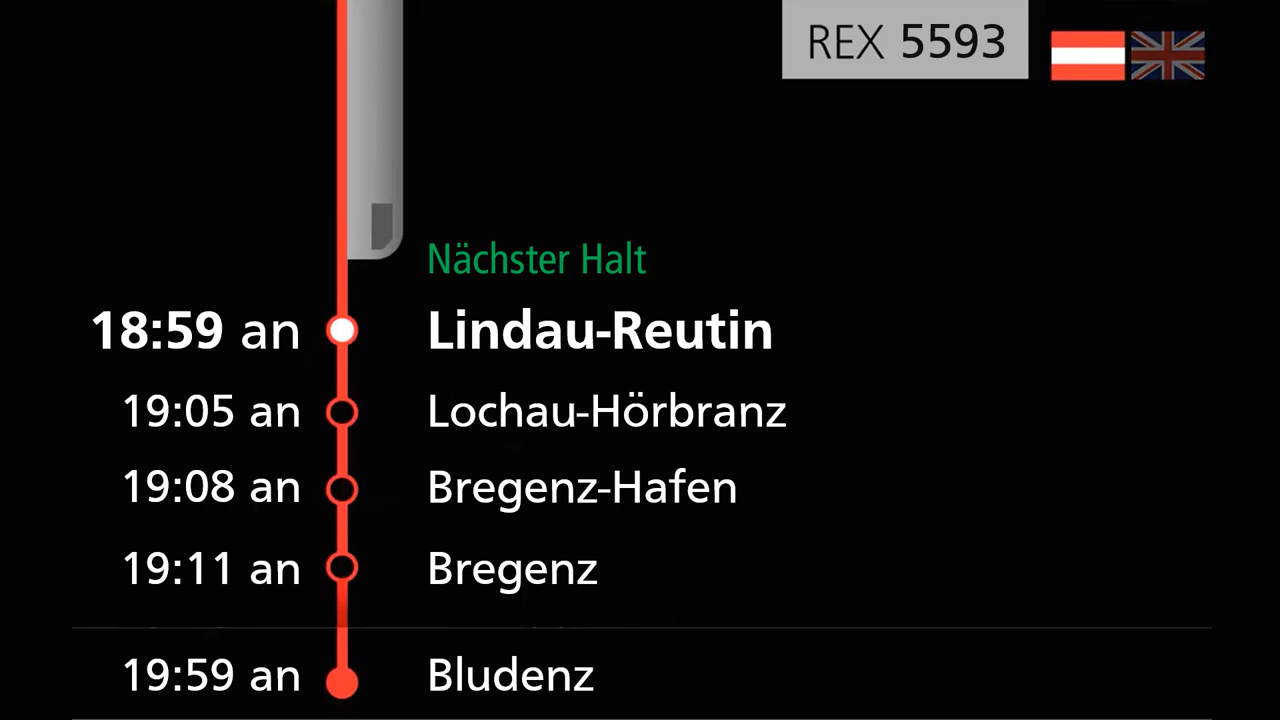 REX 5593
Nächster Halt
18:59 an Lindau-Reutin
19:05 an Lochau-Hörbranz
19:08 an Bregenz-Hafen
19:11 an Bregenz
19:59 an Bludenz